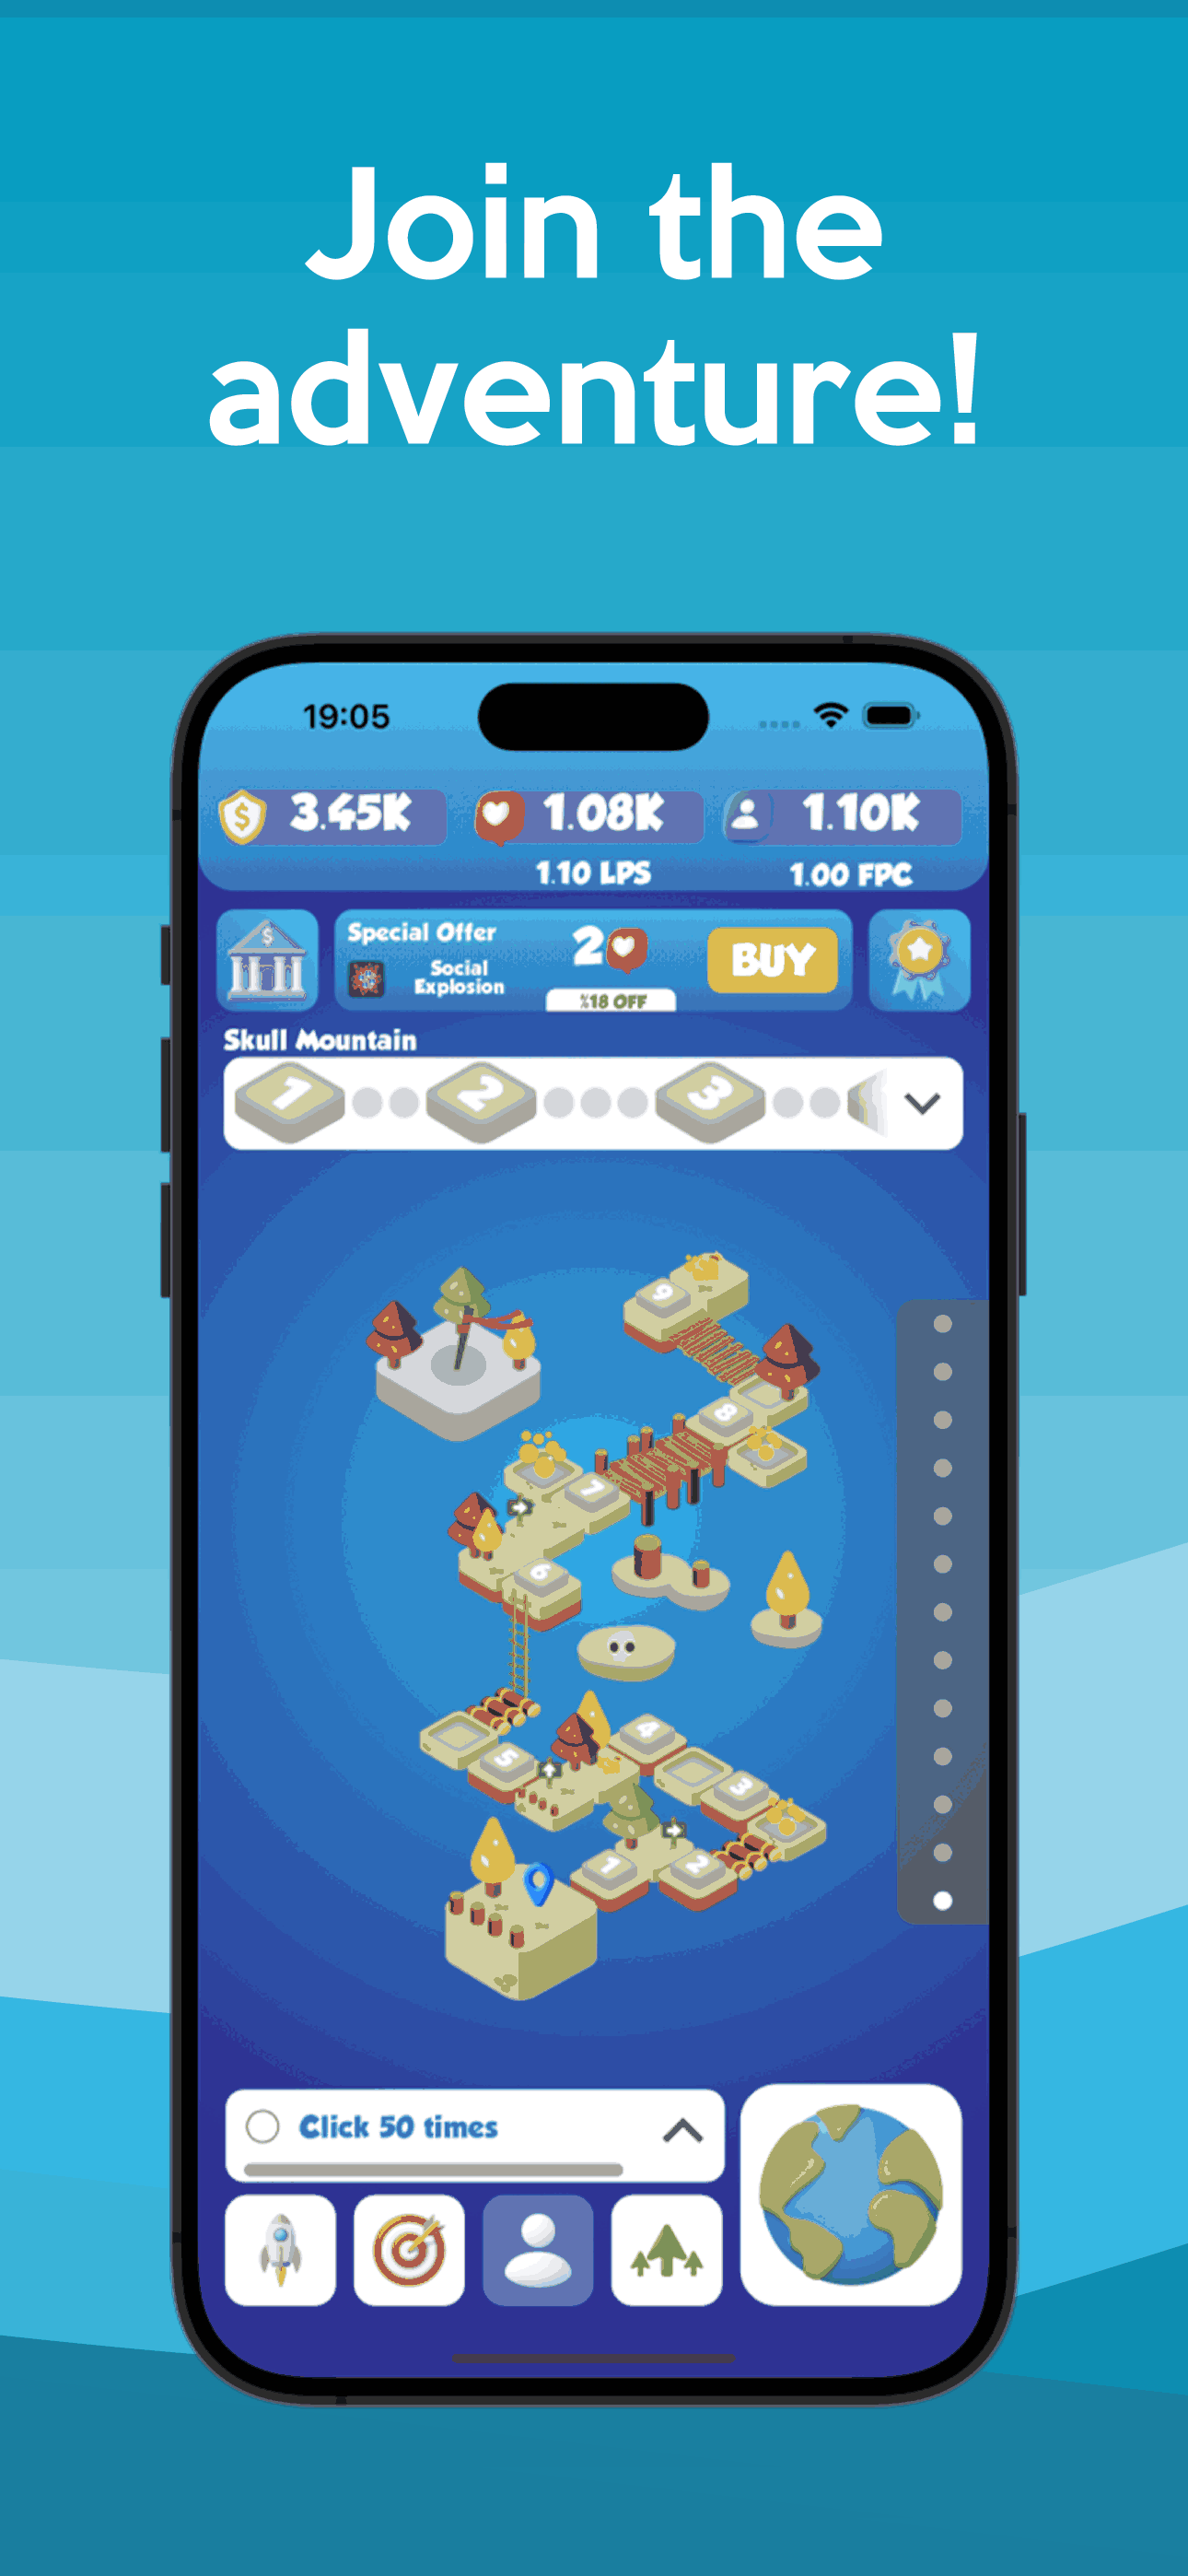 Join the
adventure!
19:05
3.45K
1.08K
1.10K
1.10 LPS
1.00 FPC
Special Offer
Social
Explosion
2
%18 OFF
BUY
Skull Mountain
1
2
3
9
8
7
6
4
5
3
1
2
Click 50 times